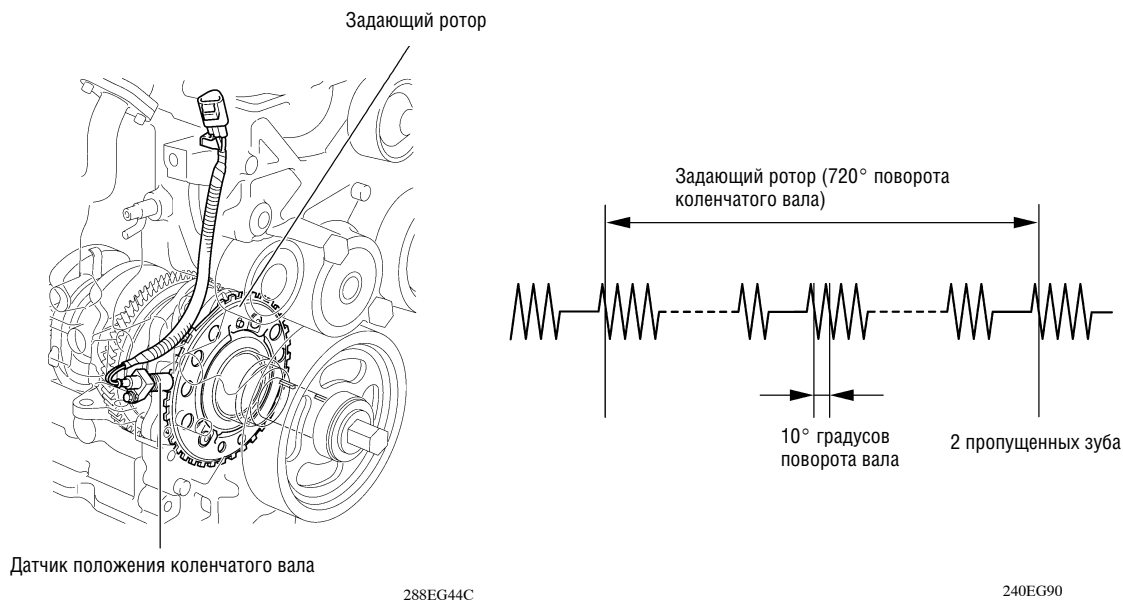 Задающий ротор
Датчик положения коленчатого вала
288EG44C
Задающий ротор (720° поворота
коленчатого вала)
10° градусов
поворота вала
2 пропущенных зуба
240EG90